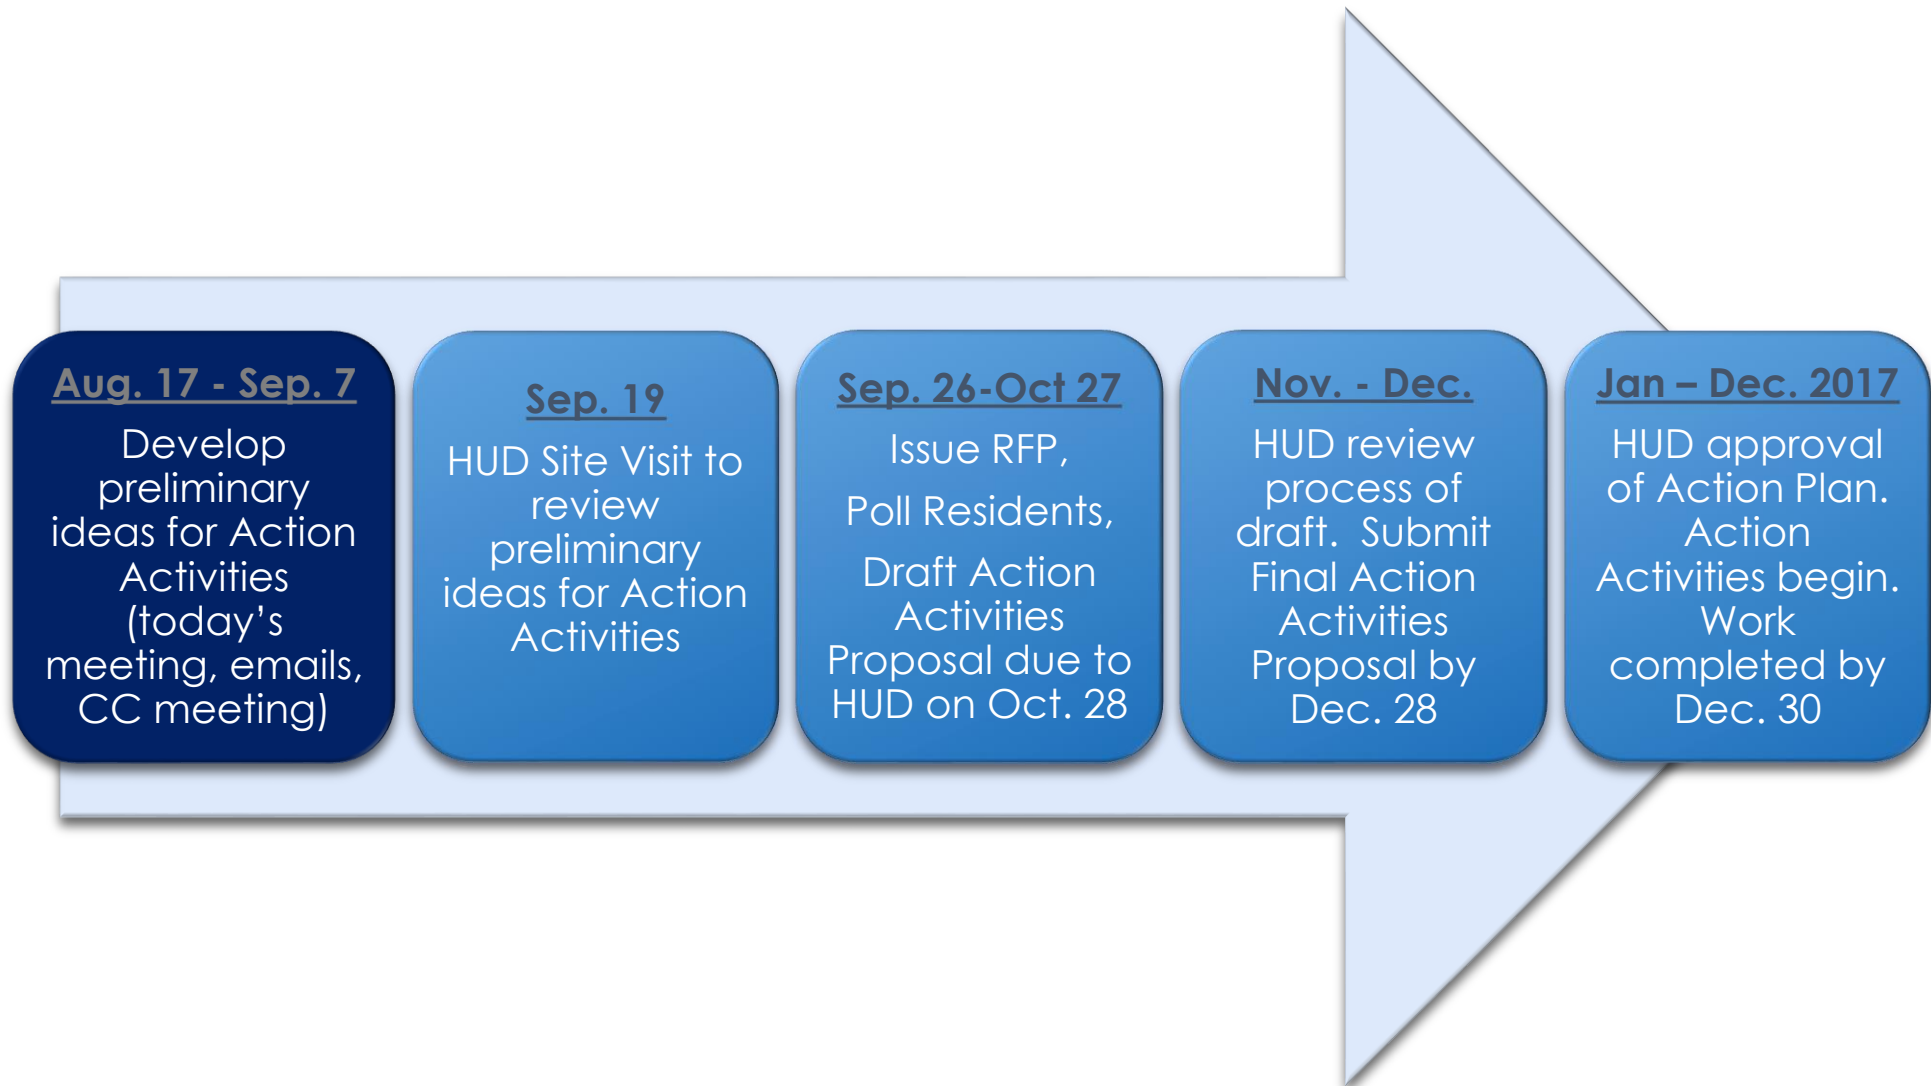 Aug. 17 - Sep. 7
Develop
preliminary
ideas for Action
Activities
(today’s
meeting, emails,
CC meeting)
Sep. 19
HUD Site Visit to
review
preliminary
ideas for Action
Activities
Sep. 26-Oct 27
Issue RFP,
Poll Residents,
Draft Action
Activities
Proposal due to
HUD on Oct. 28
Nov. - Dec.
HUD review
process of
draft.  Submit
Final Action
Activities
Proposal by
Dec. 28
Jan – Dec. 2017
HUD approval
of Action Plan.
Action
Activities begin.
Work
completed by
Dec. 30